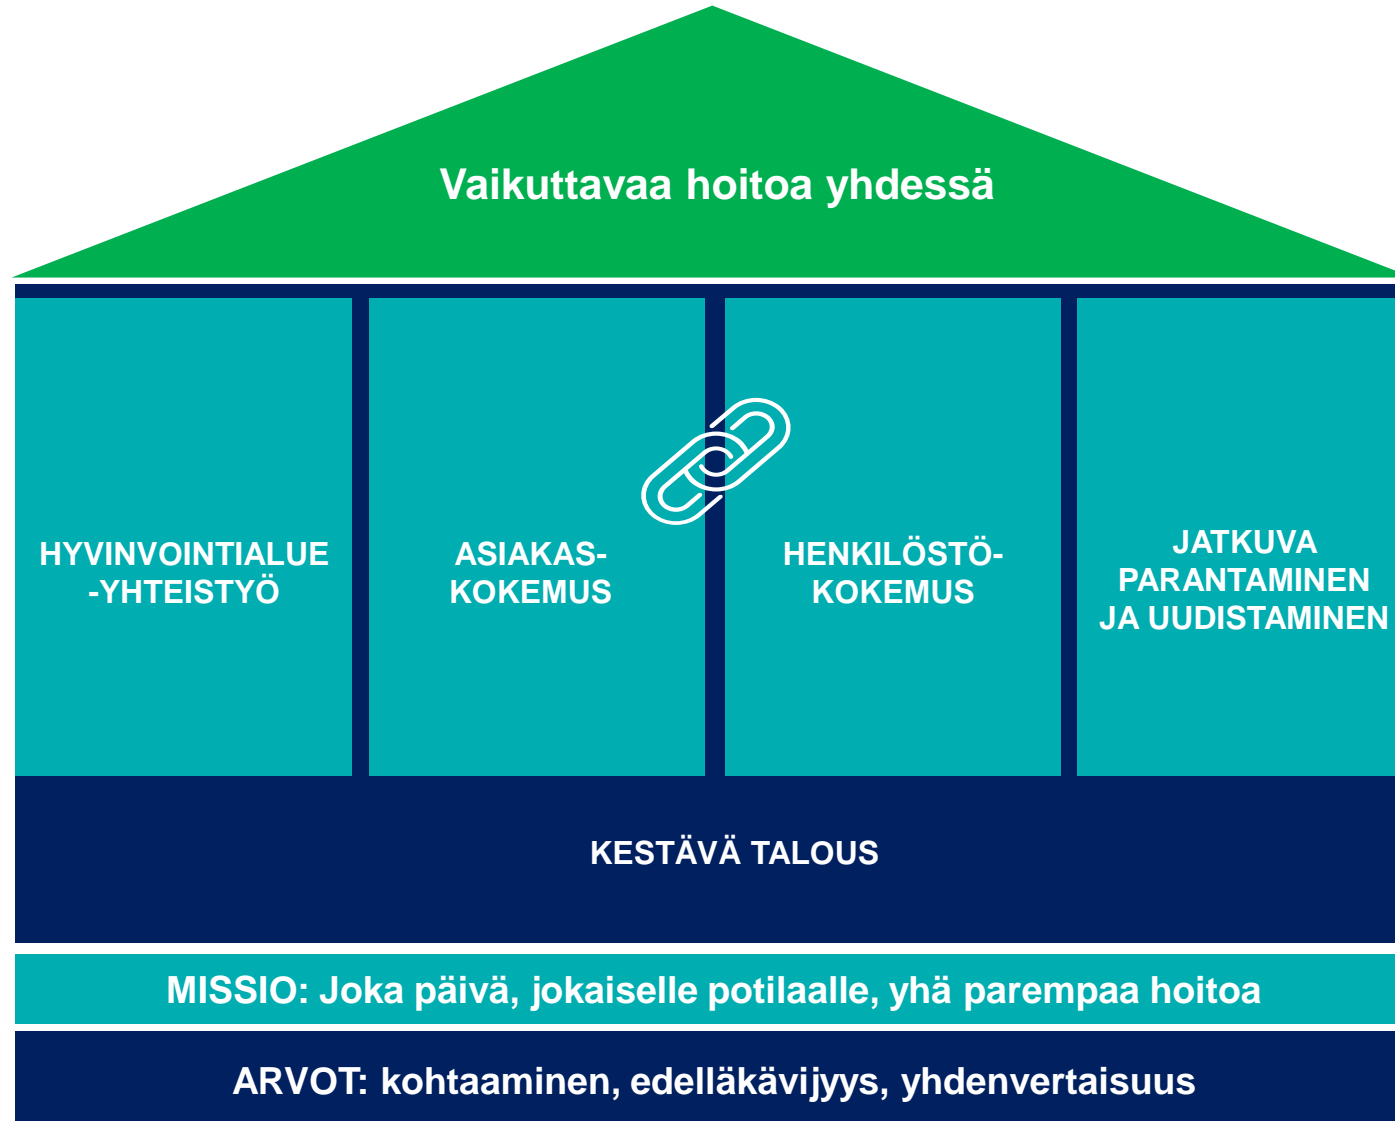 Vaikuttavaa hoitoa yhdessä
HYVINVOINTIALUE
-YHTEISTYÖ
ASIAKAS-
KOKEMUS
HENKILÖSTÖ-
KOKEMUS
JATKUVA
PARANTAMINEN
JA UUDISTAMINEN
KESTÄVÄ TALOUS
MISSIO: Joka päivä, jokaiselle potilaalle, yhä parempaa hoitoa
ARVOT: kohtaaminen, edelläkävijyys, yhdenvertaisuus